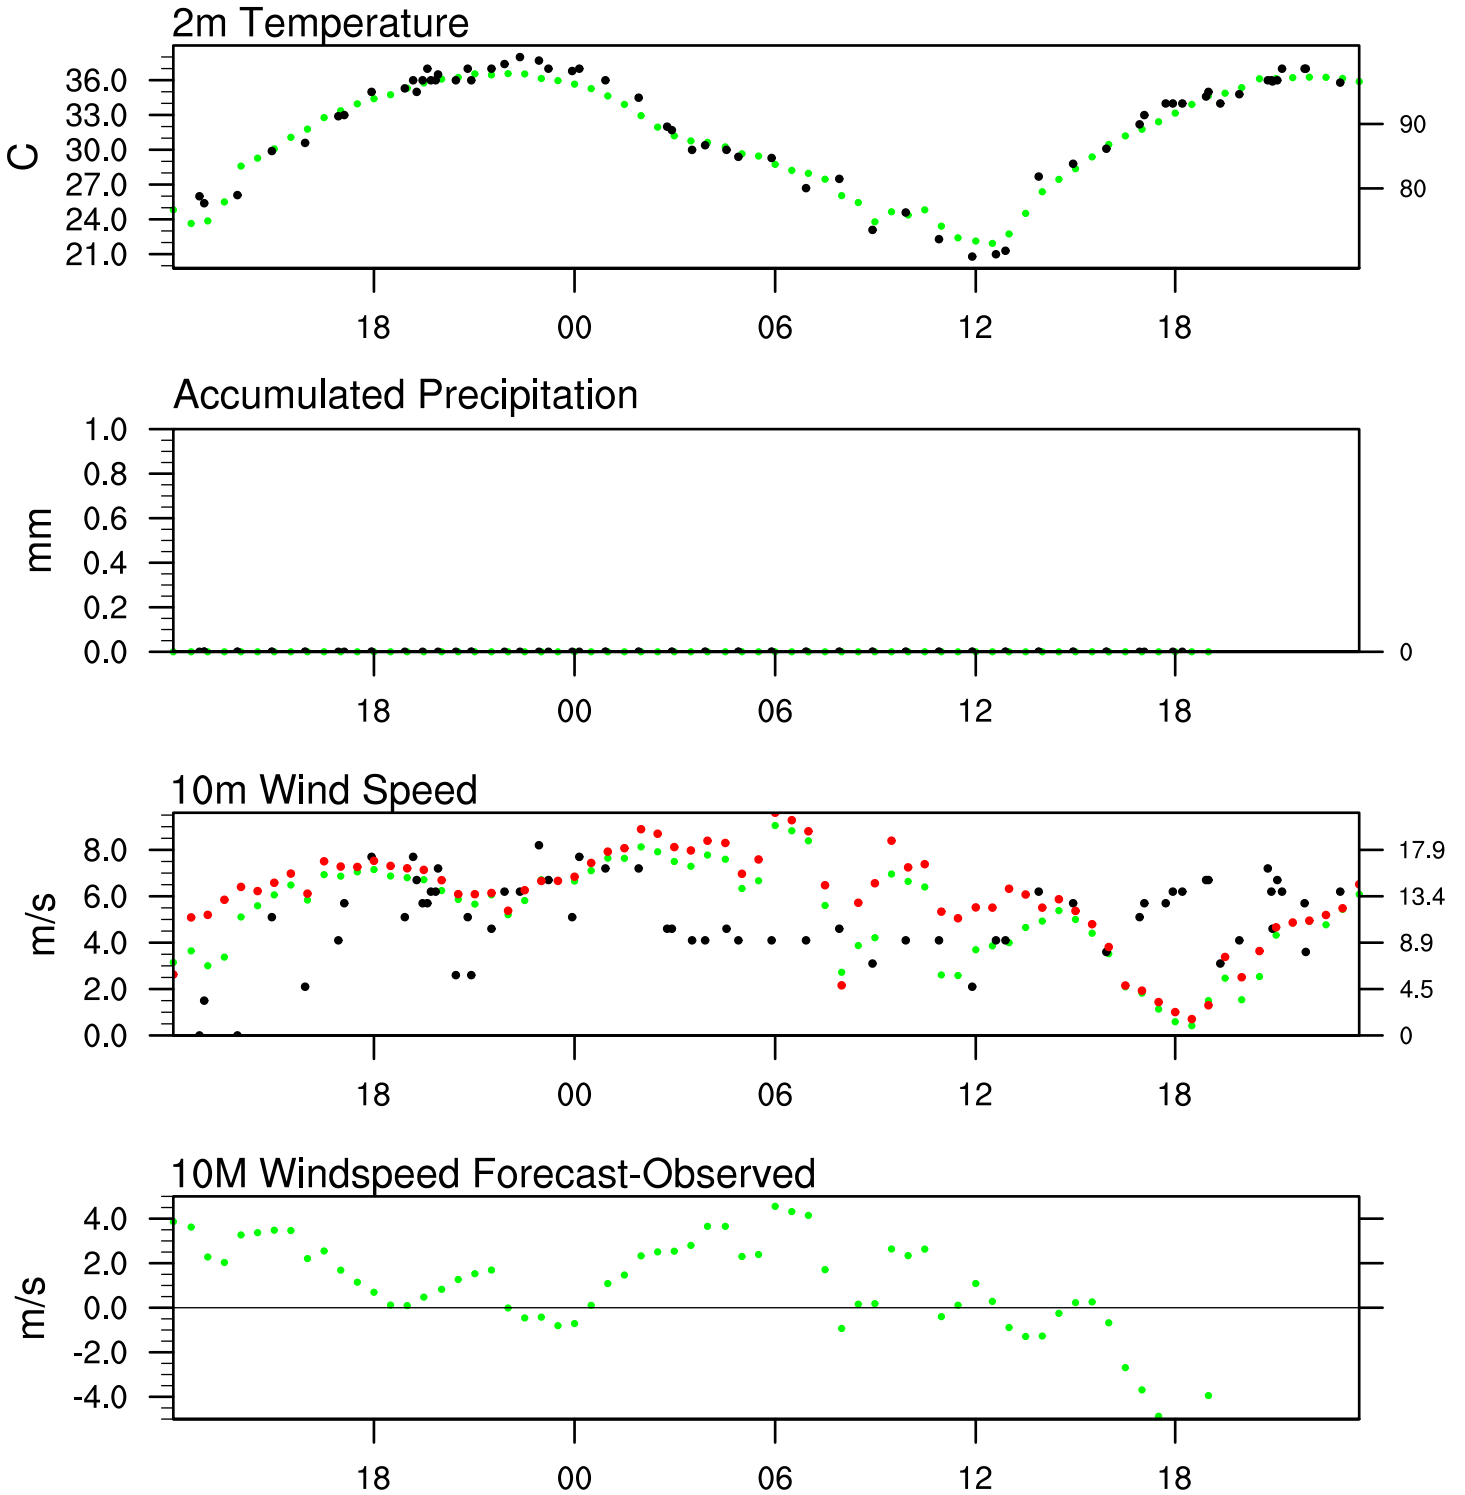 2m Temperature
C
36.0
33.0
30.0
27.0
24.0
21.0
90
80
18 00 06 12 18
Accumulated Precipitation
mm
1.0
0.8
0.6
0.4
0.2
0.0
0
18 00 06 12 18
10m Wind Speed
m/s
8.0
6.0
4.0
2.0
0.0
17.9
13.4
8.9
4.5
0
18 00 06 12 18
10M Windspeed Forecast-Observed
m/s
4.0
2.0
0.0
-2.0
-4.0
18 00 06 12 18